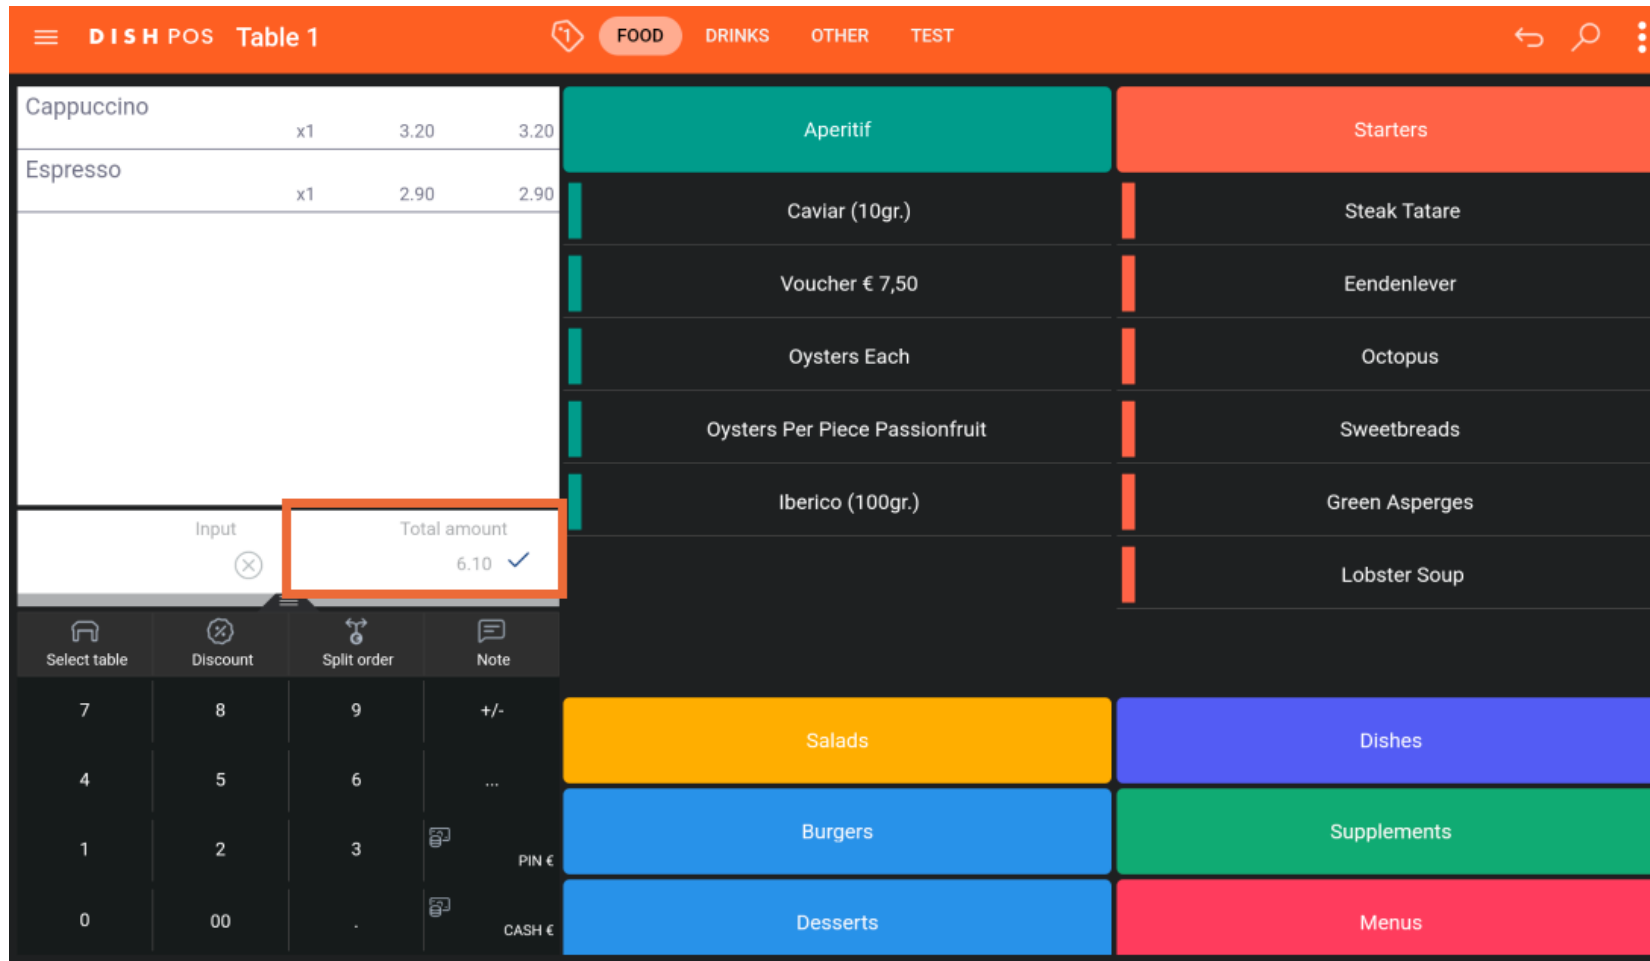 DISH POS Table 1
1 FOOD DRINKS OTHER TEST
Cappuccino
x1 3.20 3.20
Espresso
x1 2.90 2.90
Input
Total amount
6.10
Select table Discount Split order Note
7 8 9 +/-
4 5 6 ...
1 2 3 PIN €
0 00 . CASH €
Aperitif
Caviar (10gr.)
Voucher € 7,50
Oysters Each
Oysters Per Piece Passionfruit
Iberico (100gr.)
Starters
Steak Tatare
Eendenlever
Octopus
Sweetbreads
Green Asperges
Lobster Soup
Salads
Dishes
Burgers
Supplements
Desserts
Menus